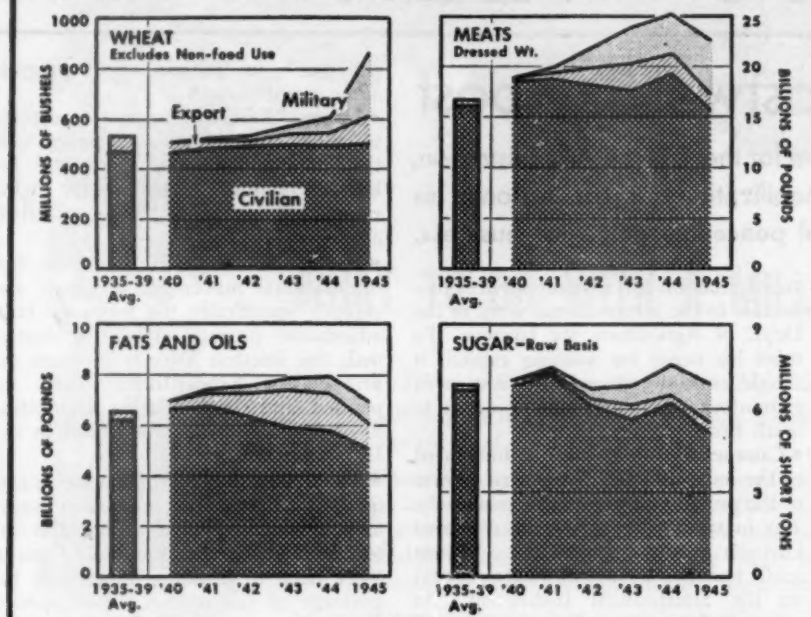 WHEAT
Excludes Non-food Use
Export
Military
Civilian
MILLIONS OF BUSHELS
1000
800
600
400
200
0
1935-39 '40 '41 '42 '43 '44 1945
Avg.
MEATS
Dressed Wt.
25
20
15
10
5
0
BILLIONS OF POUNDS
1935-39 '40 '41 '42 '43 '44 1945
Avg.
FATS AND OILS
BILLIONS OF POUNDS
10
8
6
4
2
0
1935-39 '40 '41 '42 '43 '44 1945
Avg.
SUGAR-Raw Basis
9
6
3
0
MILLIONS OF SHORT TONS
1935-39 '40 '41 '42 '43 '44 1945
Avg.